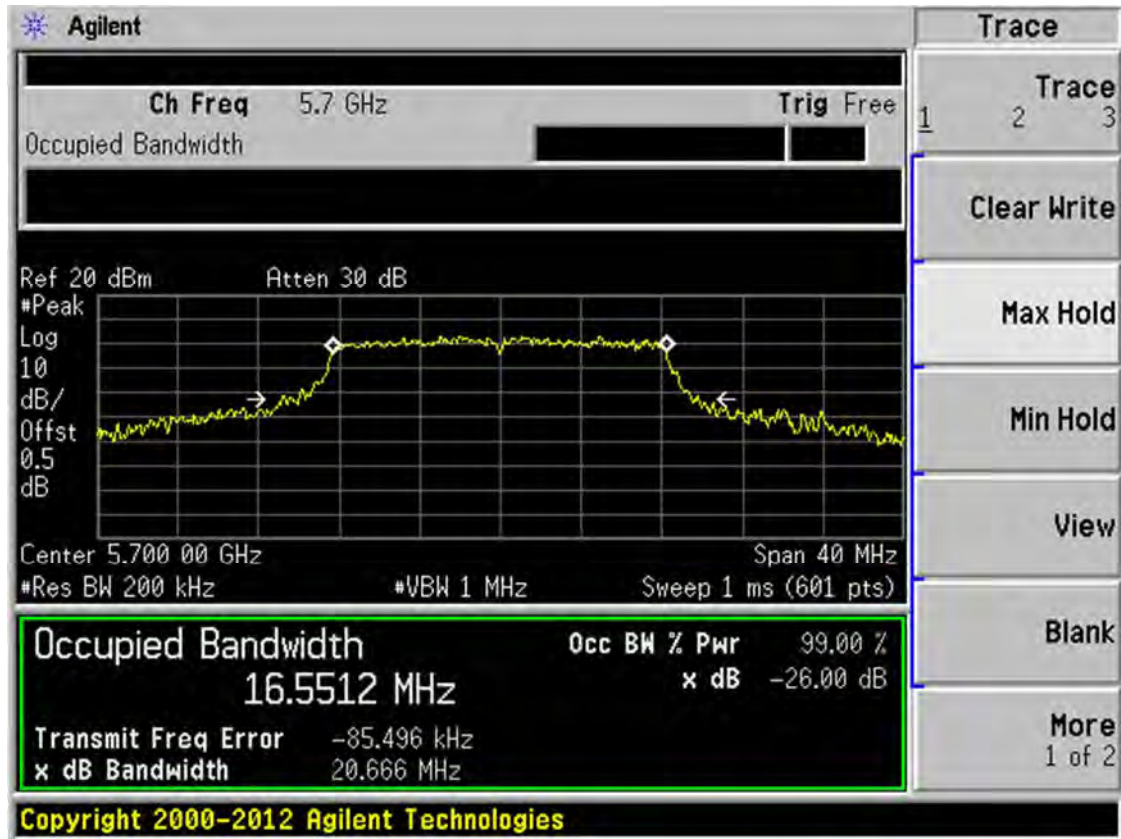 Agilent
Trace
Ch Freq 5.7 GHz Trig Free
Occupied Bandwidth
Trace
1 2 3
Clear Write
Max Hold
Min Hold
View
Blank
More
1 of 2
Ref 20 dBm Atten 30 dB
#Peak
Log
10
dB/
Offst
0.5
dB
Center 5.700 00 GHz Span 40 MHz
#Res BW 200 kHz #VBW 1 MHz Sweep 1 ms (601 pts)
Occupied Bandwidth
16.5512 MHz
Occ BW % Pwr 99.00 %
x dB -26.00 dB
Transmit Freq Error -85.496 kHz
x dB Bandwidth 20.666 MHz
Copyright 2000-2012 Agilent Technologies